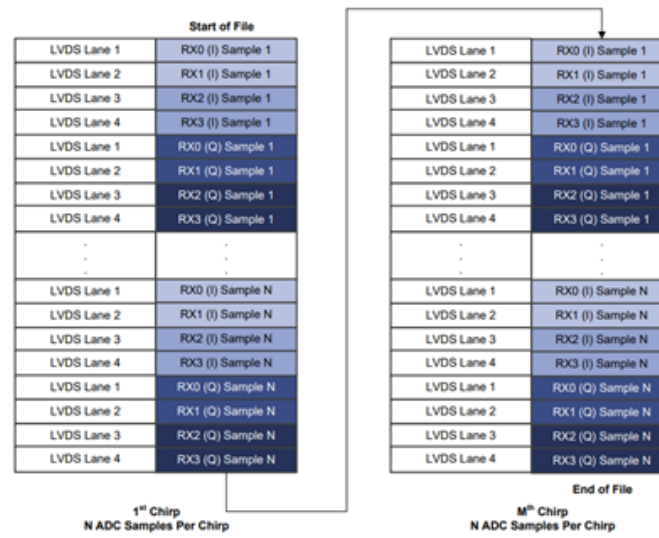 Start of File
LVDS Lane 1 RX0 (I) Sample 1
LVDS Lane 2 RX1 (I) Sample 1
LVDS Lane 3 RX2 (I) Sample 1
LVDS Lane 4 RX3 (I) Sample 1
LVDS Lane 1 RX0 (Q) Sample 1
LVDS Lane 2 RX1 (Q) Sample 1
LVDS Lane 3 RX2 (Q) Sample 1
LVDS Lane 4 RX3 (Q) Sample 1
LVDS Lane 1 RX0 (I) Sample N
LVDS Lane 2 RX1 (I) Sample N
LVDS Lane 3 RX2 (I) Sample N
LVDS Lane 4 RX3 (I) Sample N
LVDS Lane 1 RX0 (Q) Sample N
LVDS Lane 2 RX1 (Q) Sample N
LVDS Lane 3 RX2 (Q) Sample N
LVDS Lane 4 RX3 (Q) Sample N
1st Chirp
N ADC Samples Per Chirp
LVDS Lane 1 RX0 (I) Sample 1
LVDS Lane 2 RX1 (I) Sample 1
LVDS Lane 3 RX2 (I) Sample 1
LVDS Lane 4 RX3 (I) Sample 1
LVDS Lane 1 RX0 (Q) Sample 1
LVDS Lane 2 RX1 (Q) Sample 1
LVDS Lane 3 RX2 (Q) Sample 1
LVDS Lane 4 RX3 (Q) Sample 1
LVDS Lane 1 RX0 (I) Sample N
LVDS Lane 2 RX1 (I) Sample N
LVDS Lane 3 RX2 (I) Sample N
LVDS Lane 4 RX3 (I) Sample N
LVDS Lane 1 RX0 (Q) Sample N
LVDS Lane 2 RX1 (Q) Sample N
LVDS Lane 3 RX2 (Q) Sample N
LVDS Lane 4 RX3 (Q) Sample N
End of File
Mth Chirp
N ADC Samples Per Chirp